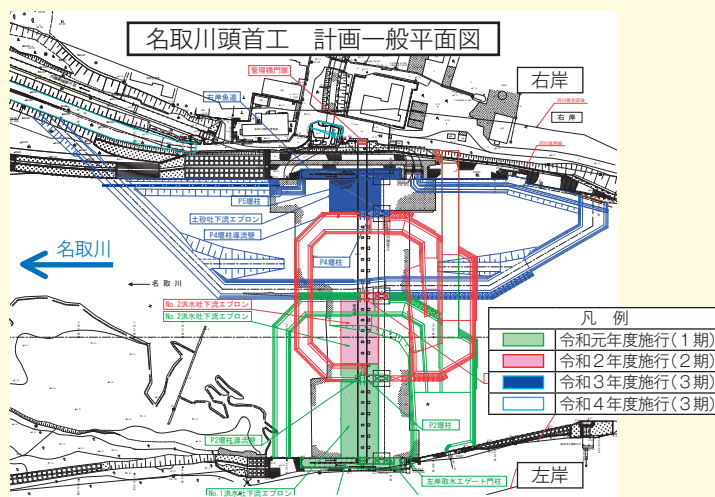 名取川頭首工　計画一般平面図
管理橋門扉
右岸
右岸魚道
右 岸
P5堰柱
土砂吐下流エプロン
P4堰柱導流壁
P4堰柱
名取川
名 取 川
No.2洪水吐下流エプロン
No.2洪水吐下流エプロン
凡　例
令和元年度施行(1期)
令和2年度施行(2期)
令和3年度施行(3期)
令和4年度施行(3期)
P2堰柱導流壁
P2堰柱
左岸取水工ゲート門柱
左岸
No.1洪水吐下流エプロン